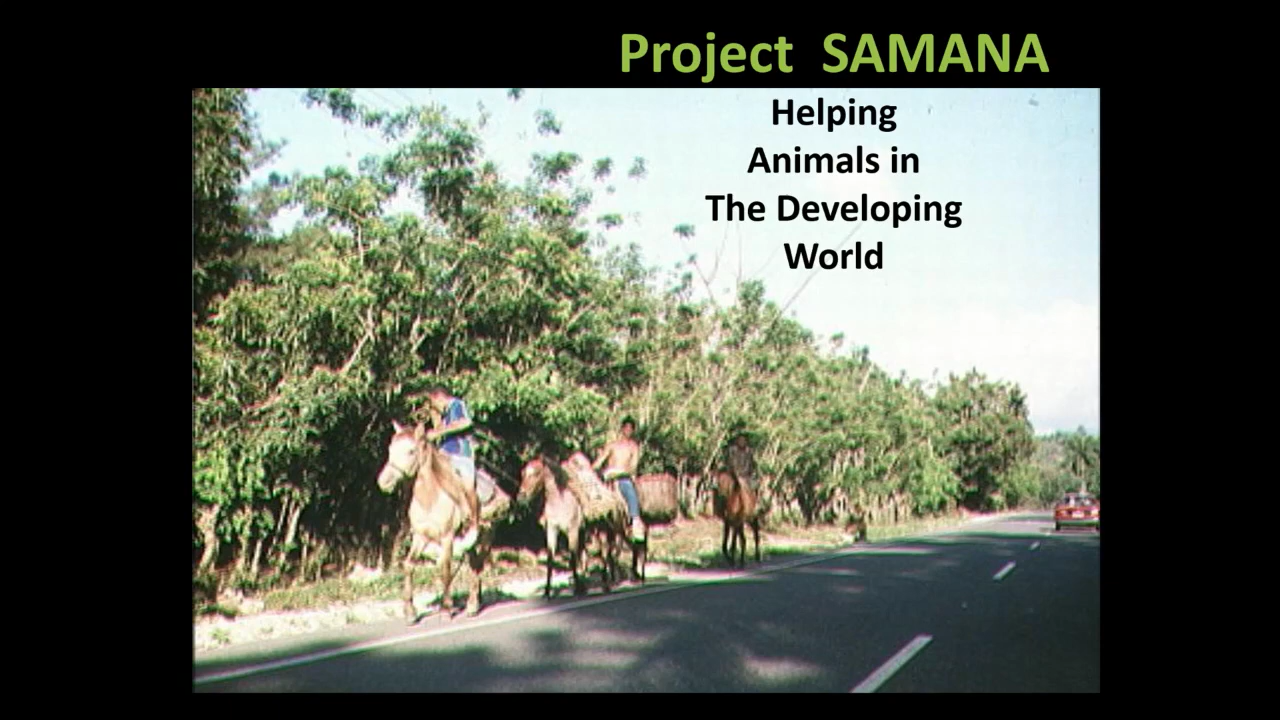 Project SAMANA
Helping
Animals in
The Developing
World